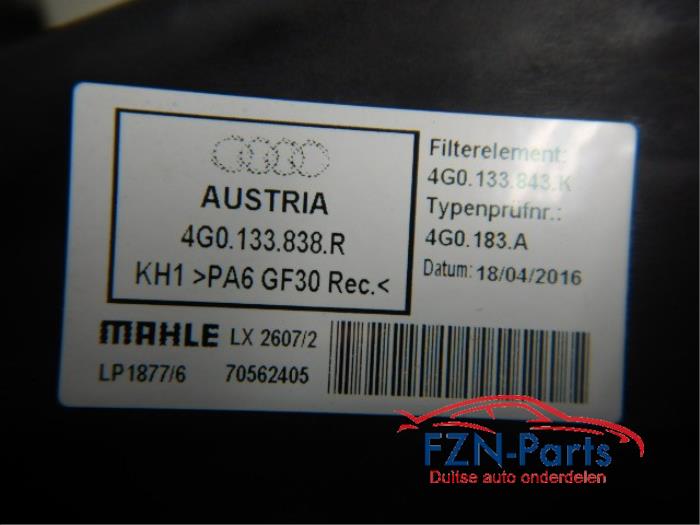 AUSTRIA
4G0.133.838.R
KH1 >PA6 GF30 Rec.<
Filterelement:
4G0.133.843.K
Typenprüfnr.:
4G0.183.A
Datum: 18/04/2016
MAHLE LX 2607/2
LP1877/6 70562405
FZN-Parts
Duitse auto onderdelen